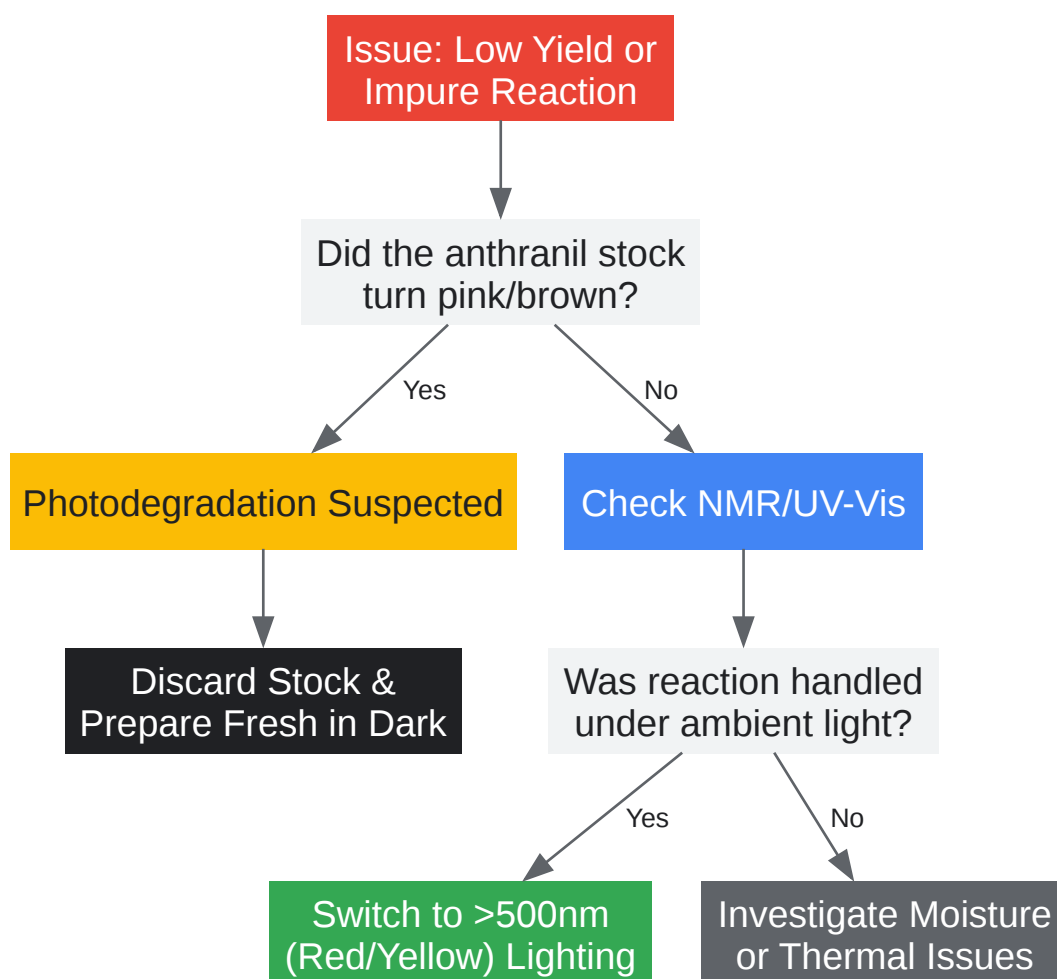 Issue: Low Yield or
Impure Reaction
Did the anthranil stock
turn pink/brown?
Yes
No
Photodegradation Suspected
Check NMR/UV-Vis
Discard Stock &
Prepare Fresh in Dark
Was reaction handled
under ambient light?
Yes
No
Switch to >500nm
(Red/Yellow) Lighting
Investigate Moisture
or Thermal Issues